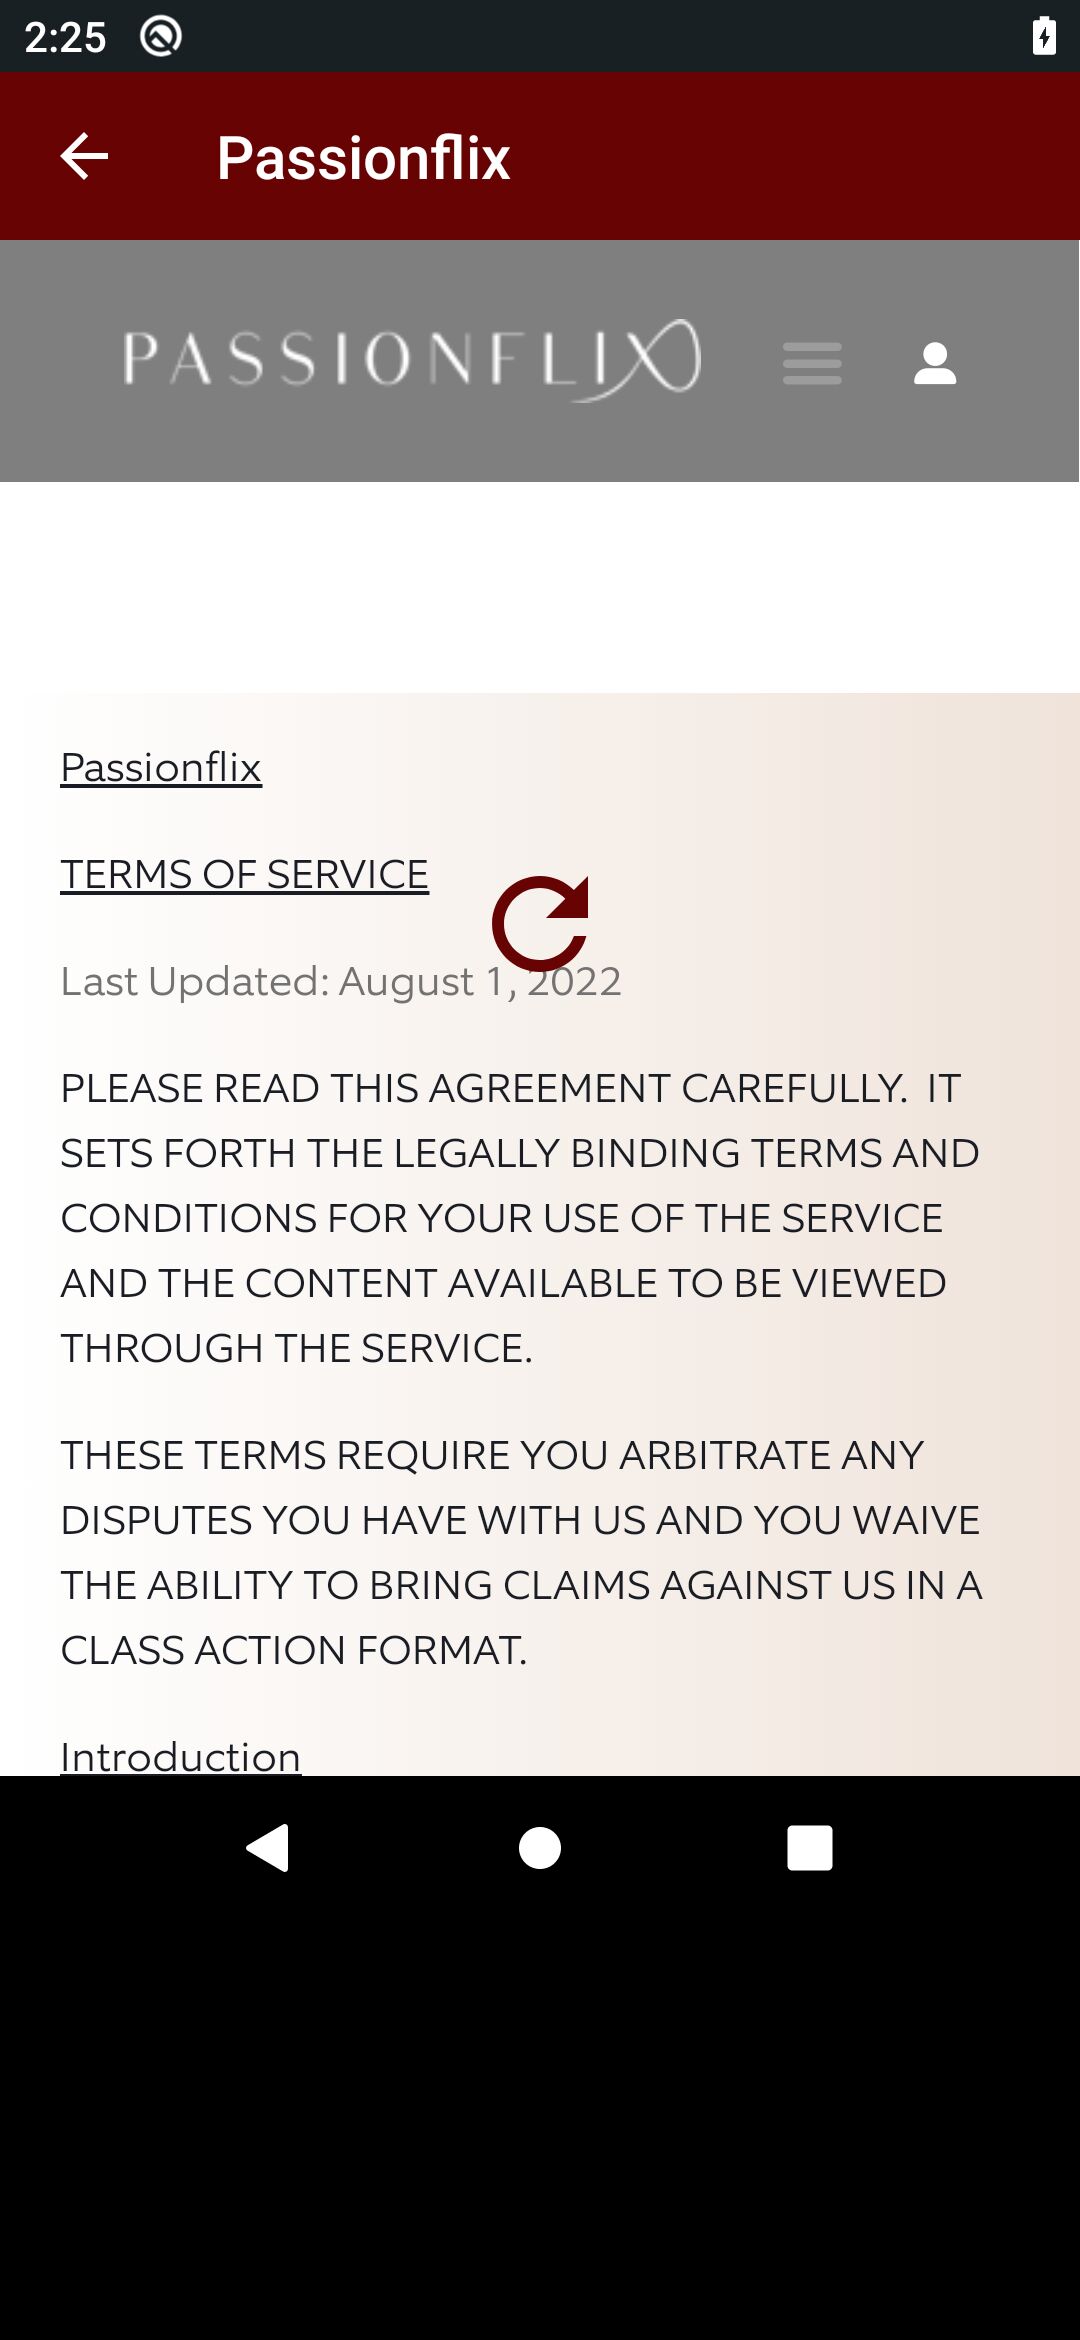 2:25
Passionflix
PASSIONFLIX
Passionflix
TERMS OF SERVICE
Last Updated: August 1, 2022
PLEASE READ THIS AGREEMENT CAREFULLY.  IT
SETS FORTH THE LEGALLY BINDING TERMS AND
CONDITIONS FOR YOUR USE OF THE SERVICE
AND THE CONTENT AVAILABLE TO BE VIEWED
THROUGH THE SERVICE.
THESE TERMS REQUIRE YOU ARBITRATE ANY
DISPUTES YOU HAVE WITH US AND YOU WAIVE
THE ABILITY TO BRING CLAIMS AGAINST US IN A
CLASS ACTION FORMAT.
Introduction